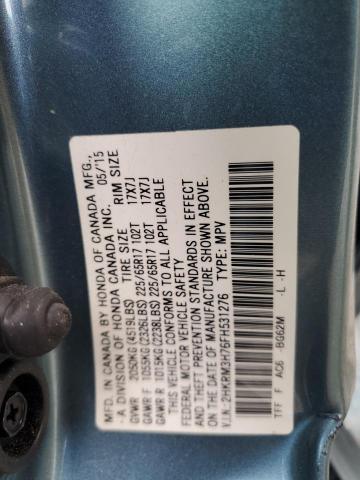 MFD. IN CANADA BY HONDA OF CANADA MFG.,
-A DIVISION OF HONDA CANADA INC. 05/'15
TIRE SIZE RIM SIZE
GVWR 2050KG(4519LBS)
GAWR F 1055KG(2326LBS) 225/65R17 102T 17X7J
GAWR R 1015KG(2238LBS) 225/65R17 102T 17X7J
THIS VEHICLE CONFORMS TO ALL APPLICABLE
FEDERAL MOTOR VEHICLE SAFETY
AND THEFT PREVENTION STANDARDS IN EFFECT
ON DATE OF MANUFACTURE SHOWN ABOVE.
V.I.N.:2HKRM3H76FH531276 TYPE: MPV
TFF F AC6 BG62M -L -H